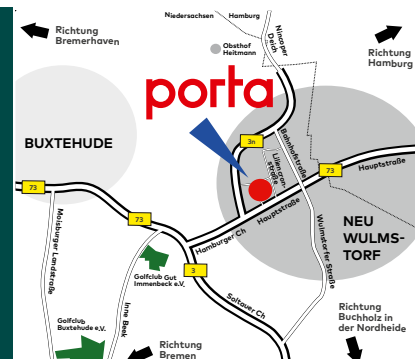 Niedersachsen
Hamburg
Richtung
Bremerhaven
Nincoper
Deich
Obsthof
Heitmann
Richtung
Hamburg
porta
BUXTEHUDE
3n
Bahnhofstraße
Liliencron-
straße
73
Hauptstraße
73
73
Hauptstraße
Hamburger Ch
NEU
WULMS-
TORF
Wulmstorfer Straße
Moisburger Landstraße
Golfclub Gut
Immenbeck e.V.
3
Soltauer Ch
Inne Beek
Golfclub
Buxtehude e.V.
Richtung
Buchholz in
der Nordheide
Richtung
Bremen